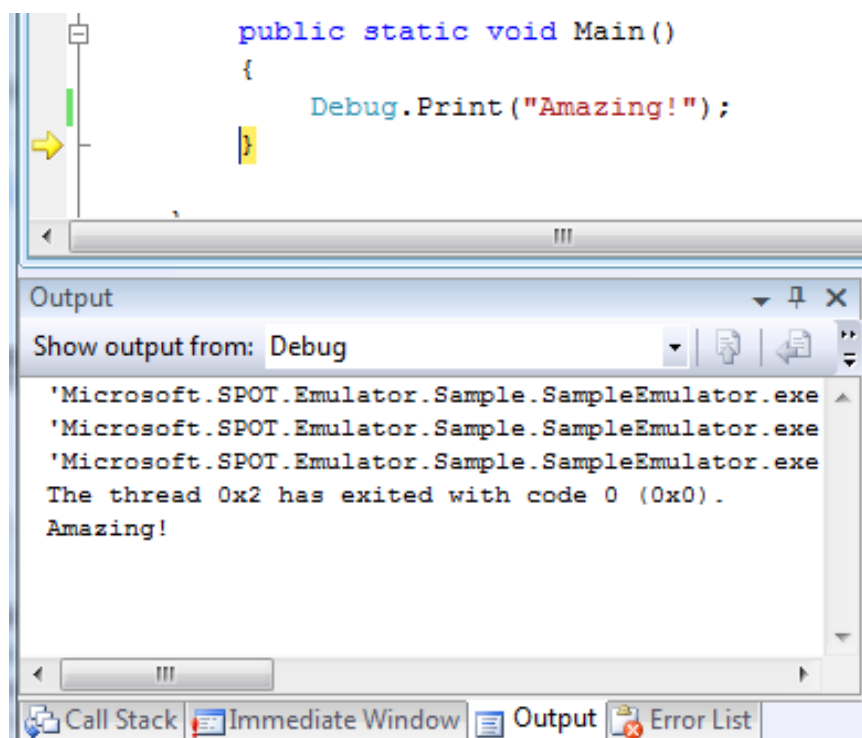 public static void Main()
{
Debug.Print("Amazing!");
}
Output
Show output from: Debug
'Microsoft.SPOT.Emulator.Sample.SampleEmulator.exe
'Microsoft.SPOT.Emulator.Sample.SampleEmulator.exe
'Microsoft.SPOT.Emulator.Sample.SampleEmulator.exe
The thread 0x2 has exited with code 0 (0x0).
Amazing!
Call Stack Immediate Window Output Error List